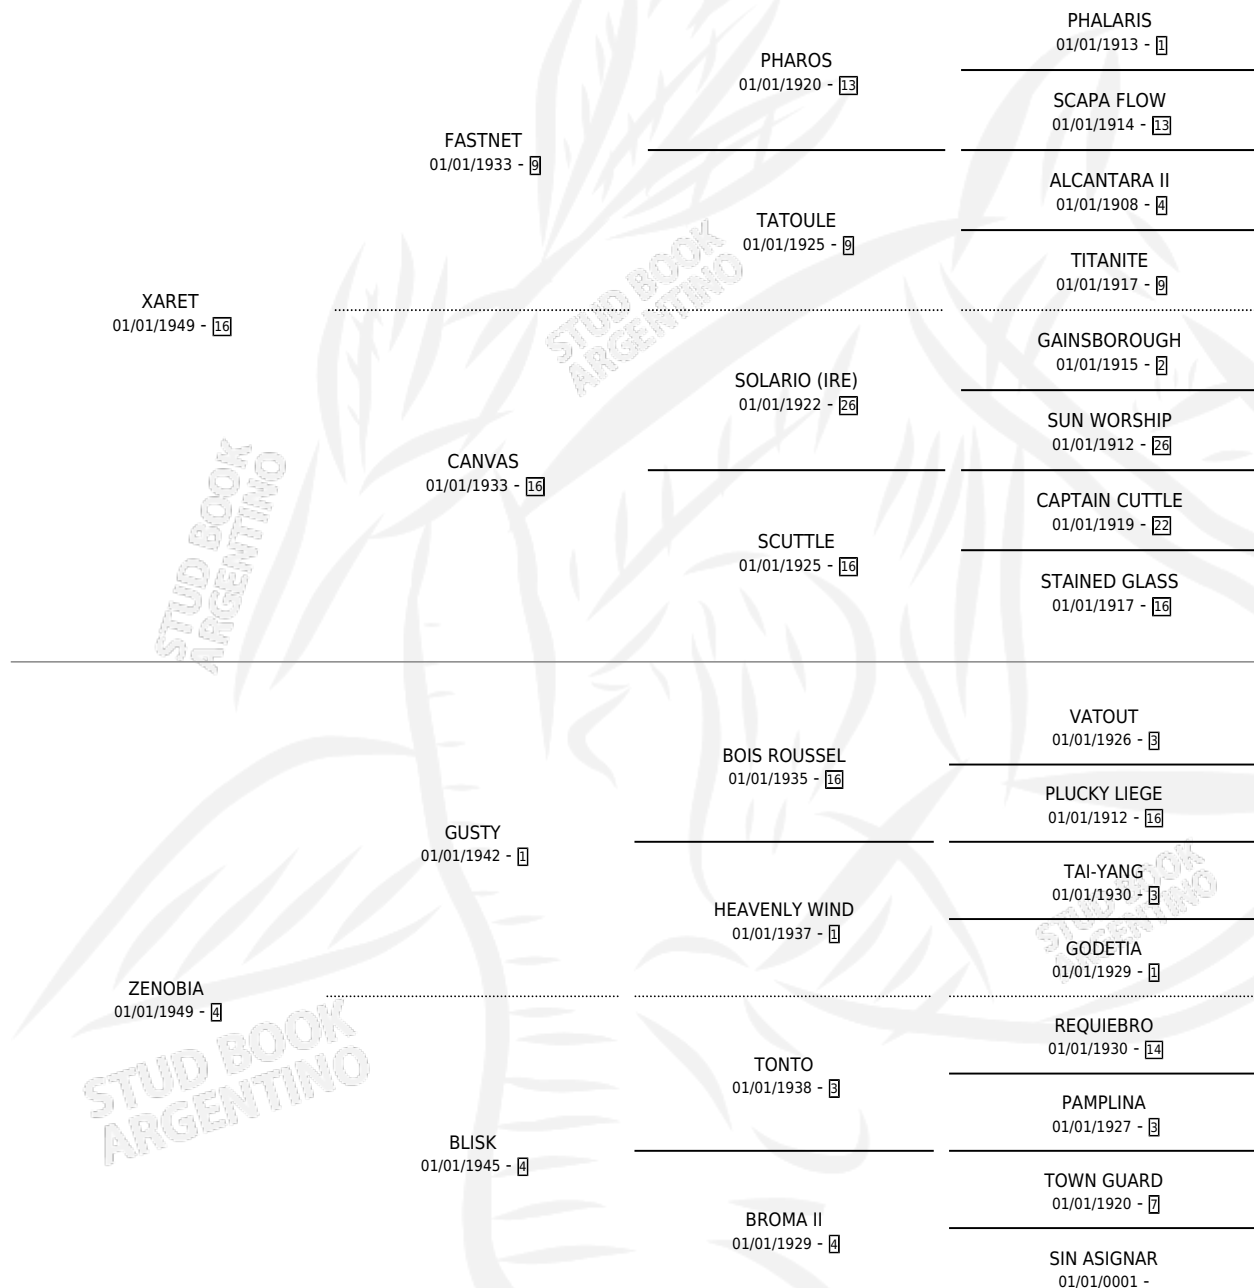 PHALARIS
01/01/1913 - 1
PHAROS
01/01/1920 - 13
SCAPA FLOW
01/01/1914 - 13
FASTNET
01/01/1933 - 9
ALCANTARA II
01/01/1908 - 4
TATOULE
01/01/1925 - 9
TITANITE
01/01/1917 - 9
XARET
01/01/1949 - 16
GAINSBOROUGH
01/01/1915 - 2
SOLARIO (IRE)
01/01/1922 - 26
SUN WORSHIP
01/01/1912 - 26
CANVAS
01/01/1933 - 16
CAPTAIN CUTTLE
01/01/1919 - 22
SCUTTLE
01/01/1925 - 16
STAINED GLASS
01/01/1917 - 16
VATOUT
01/01/1926 - 3
BOIS ROUSSEL
01/01/1935 - 16
PLUCKY LIEGE
01/01/1912 - 16
GUSTY
01/01/1942 - 1
TAI-YANG
01/01/1930 - 3
HEAVENLY WIND
01/01/1937 - 1
GODETIA
01/01/1929 - 1
ZENOBIA
01/01/1949 - 4
REQUIEBRO
01/01/1930 - 14
TONTO
01/01/1938 - 3
PAMPLINA
01/01/1927 - 3
BLISK
01/01/1945 - 4
TOWN GUARD
01/01/1920 - 7
BROMA II
01/01/1929 - 4
SIN ASIGNAR
01/01/0001 -
STUD BOOK
ARGENTINO
STUD BOOK
ARGENTINO
STUD BOOK
ARGENTINO
STUD BOOK
ARGENTINO